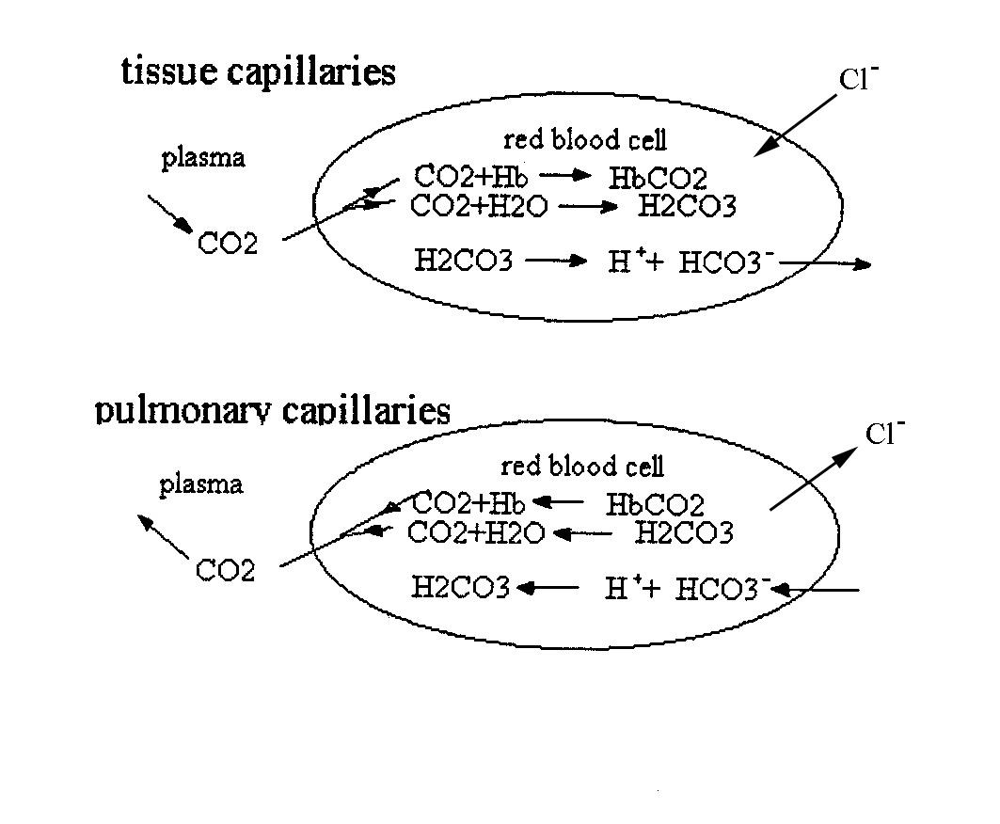 tissue capillaries
Cl⁻
red blood cell
plasma
CO2+Hb → HbCO2
CO2+H2O → H2CO3
CO2
H2CO3 → H⁺+ HCO3⁻
pulmonary capillaries
Cl⁻
red blood cell
plasma
CO2+Hb ← HbCO2
CO2+H2O ← H2CO3
CO2
H2CO3 ← H⁺+ HCO3⁻